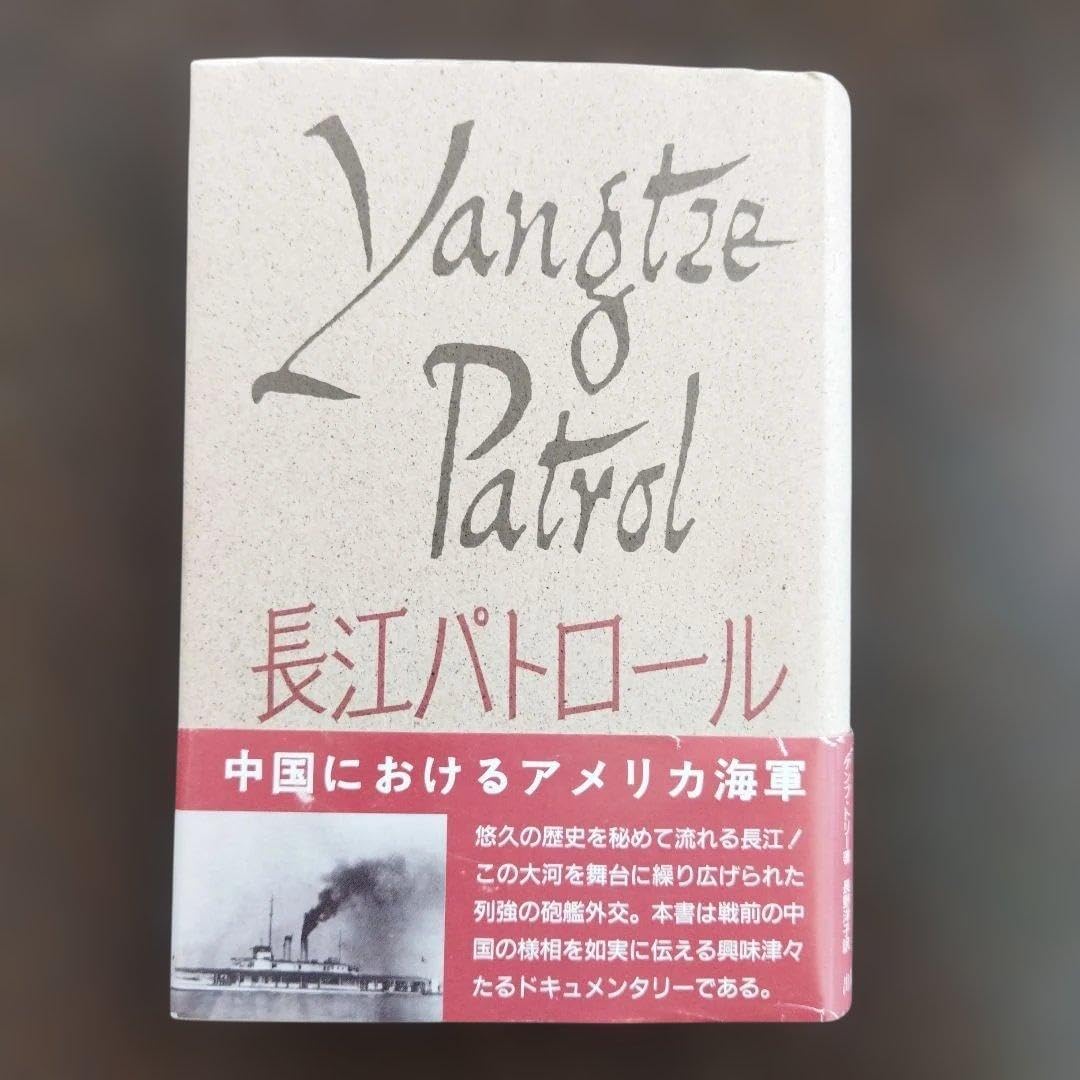 Yangtze
Patrol
長江パトロール
中国におけるアメリカ海軍
悠久の歴史を秘めて流れる長江！
この大河を舞台に繰り広げられた
列強の砲艦外交。本書は戦前の中
国の様相を如実に伝える興味津々
たるドキュメンタリーである。